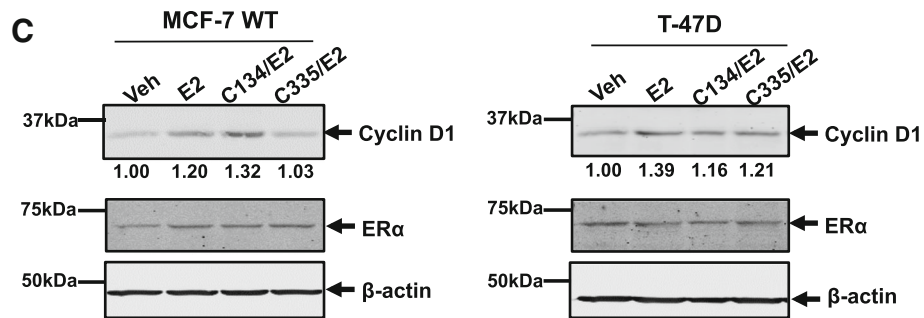 C
MCF-7 WT
Veh E2 C134/E2 C335/E2
37kDa
Cyclin D1
1.00 1.20 1.32 1.03
75kDa
ERα
50kDa
β-actin
T-47D
Veh E2 C134/E2 C335/E2
37kDa
Cyclin D1
1.00 1.39 1.16 1.21
75kDa
ERα
50kDa
β-actin